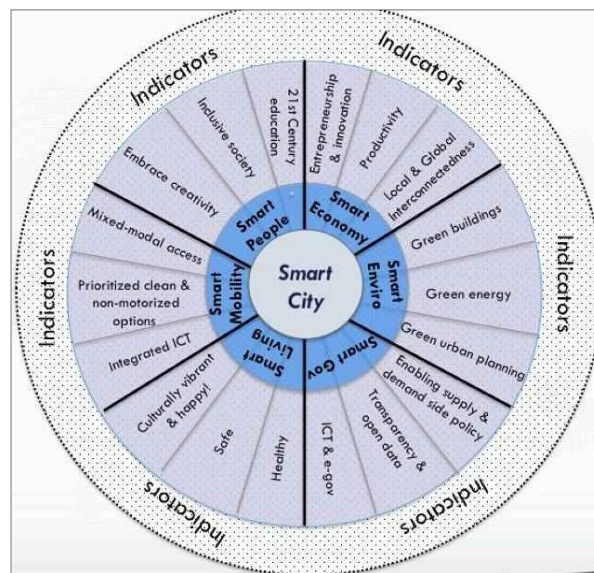 Smart
City
Smart
Economy
Entrepreneurship
& innovation
Productivity
Local & Global
Interconnectedness
Indicators
Smart
Enviro
Green buildings
Green energy
Green urban planning
Indicators
Smart Gov
Enabling supply &
demand side policy
Transparency &
open data
ICT & e-gov
Indicators
Smart
Living
Healthy
Safe
Culturally vibrant
& happy!
Indicators
Smart
Mobility
Integrated ICT
Prioritized clean &
non-motorized
options
Mixed-modal access
Indicators
Smart
People
Embrace creativity
Inclusive society
21st Century
education
Indicators